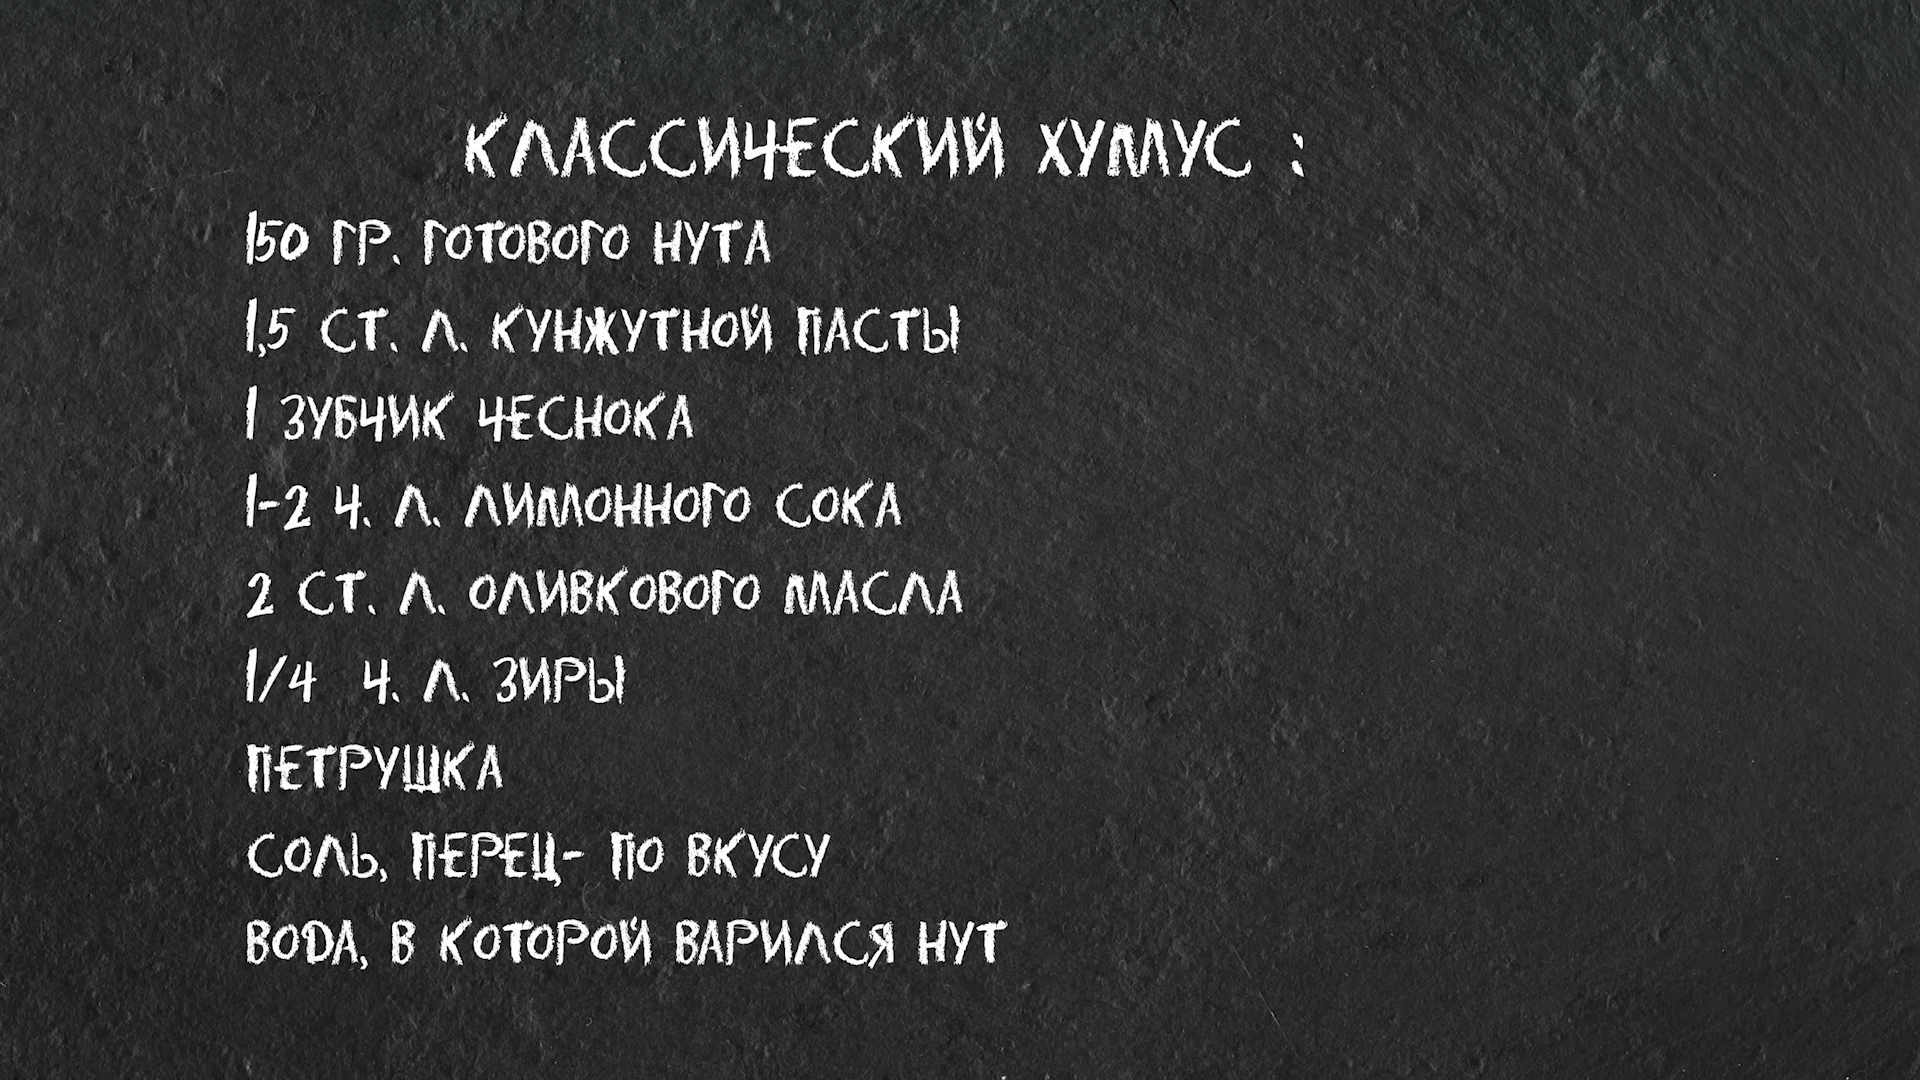 КЛАССИЧЕСКИЙ ХУМУС :
150 ГР. ГОТОВОГО НУТА
1,5 СТ. Л. КУНЖУТНОЙ ПАСТЫ
1 ЗУБЧИК ЧЕСНОКА
1-2 Ч. Л. ЛИМОННОГО СОКА
2 СТ. Л. ОЛИВКОВОГО МАСЛА
1/4 Ч. Л. ЗИРЫ
ПЕТРУШКА
СОЛЬ, ПЕРЕЦ- ПО ВКУСУ
ВОДА, В КОТОРОЙ ВАРИЛСЯ НУТ